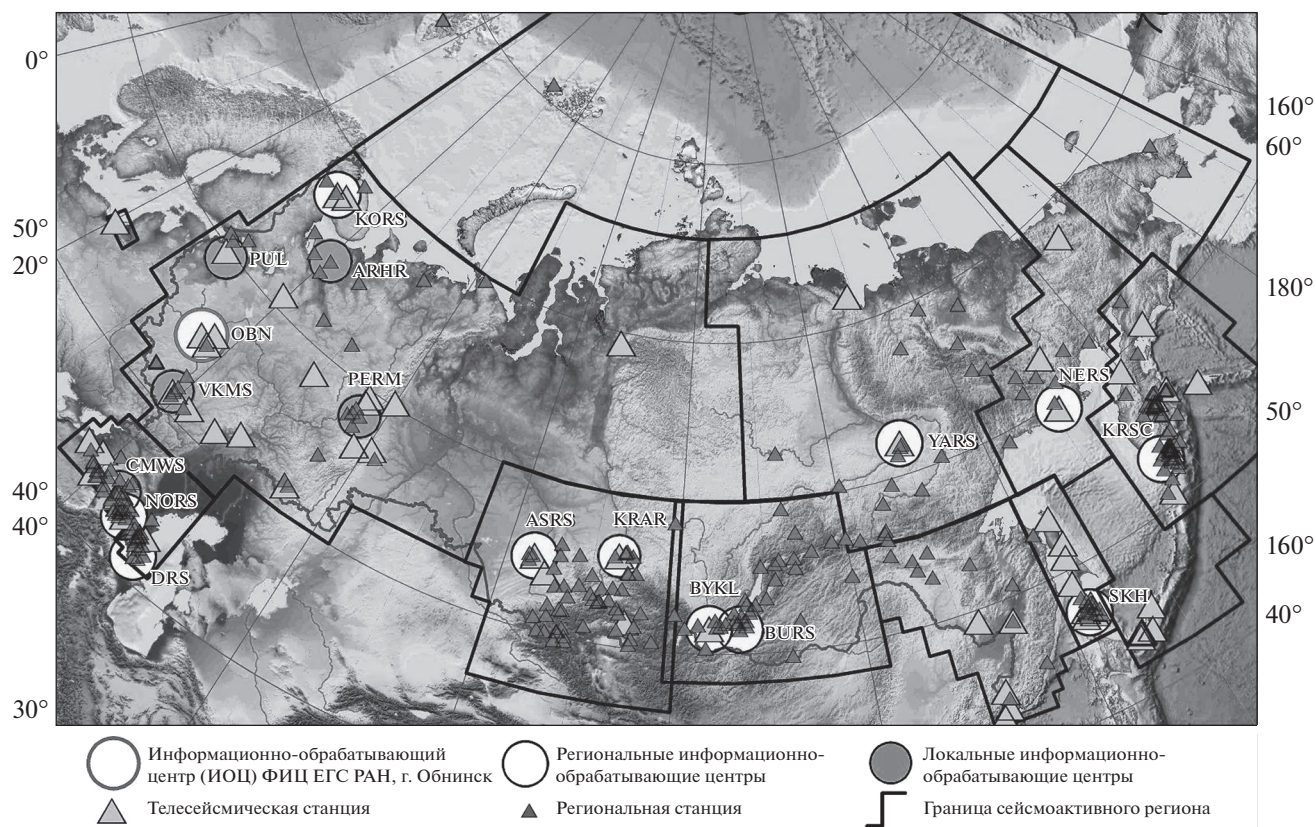 0°
50°
20°
40°
40°
30°
160°
60°
180°
50°
160°
40°
KORS
PUL
ARHR
OBN
VKMS
PERM
NERS
KRSC
YARS
CMWS
NORS
DRS
ASRS
KRAR
BYKL
BURS
SKH
Информационно-обрабатывающий
центр (ИОЦ) ФИЦ ЕГС РАН, г. Обнинск
Региональные информационно-
обрабатывающие центры
Локальные информационно-
обрабатывающие центры
Телесейсмическая станция
Региональная станция
Граница сейсмоактивного региона